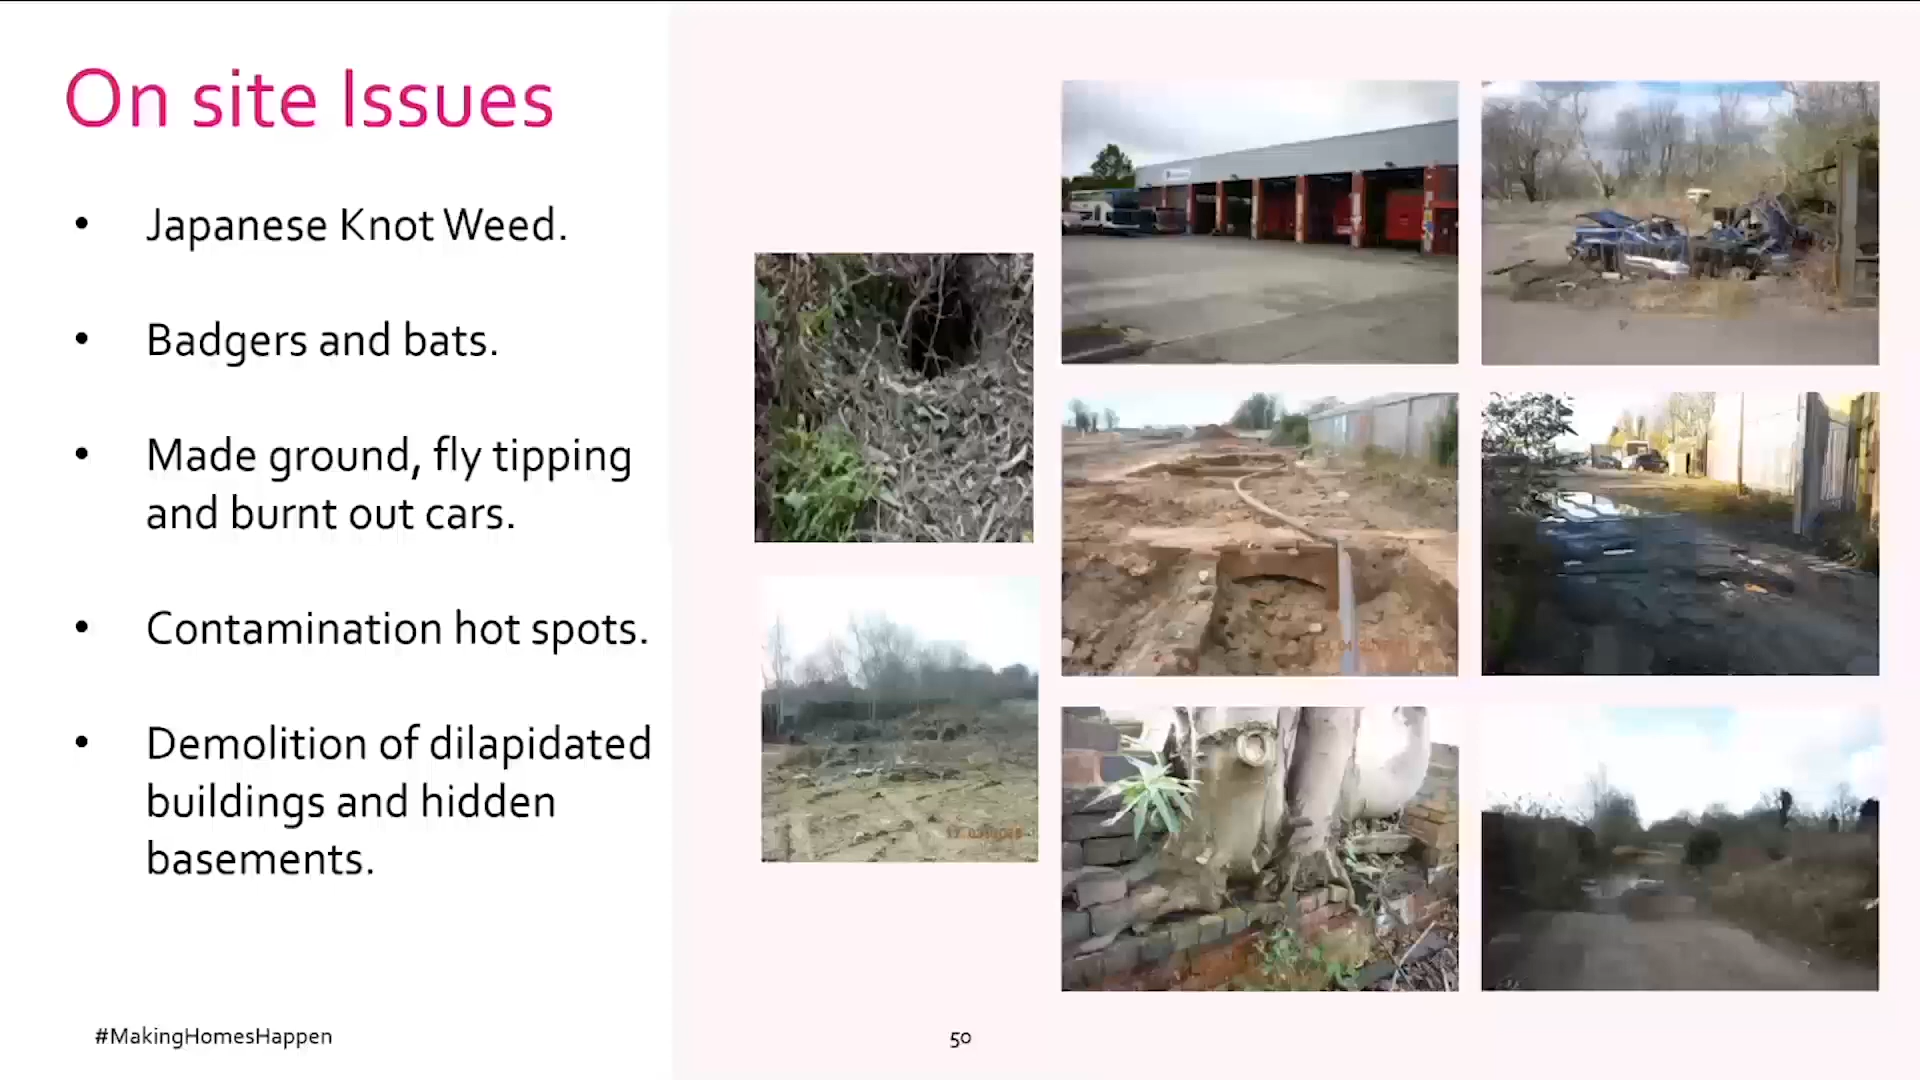 On site Issues
• Japanese Knot Weed.
• Badgers and bats.
• Made ground, fly tipping
and burnt out cars.
• Contamination hot spots.
• Demolition of dilapidated
buildings and hidden
basements.
#MakingHomesHappen
50